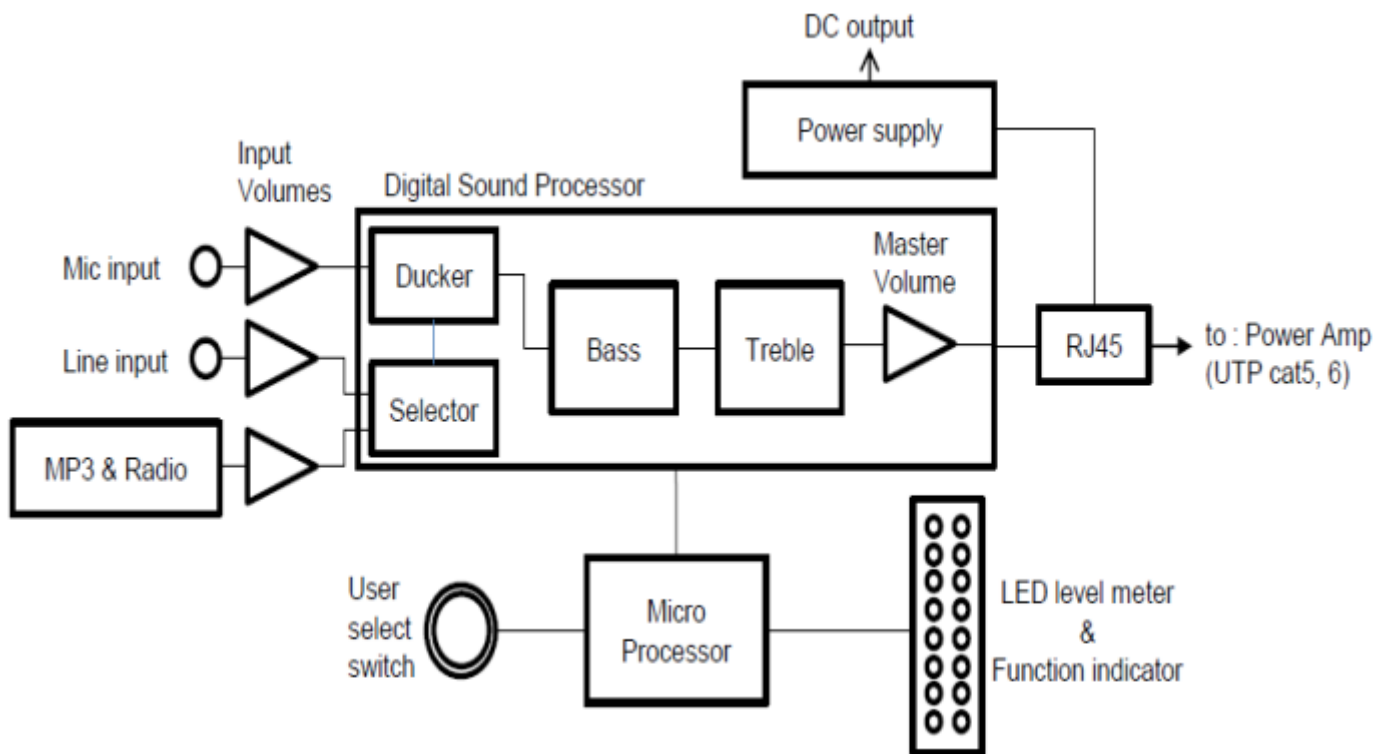 DC output
Power supply
Input
Volumes
Digital Sound Processor
Mic input
Ducker
Master
Volume
Line input
Bass
Treble
RJ45
to : Power Amp
(UTP cat5, 6)
Selector
MP3 & Radio
User
select
switch
Micro
Processor
LED level meter
&
Function indicator